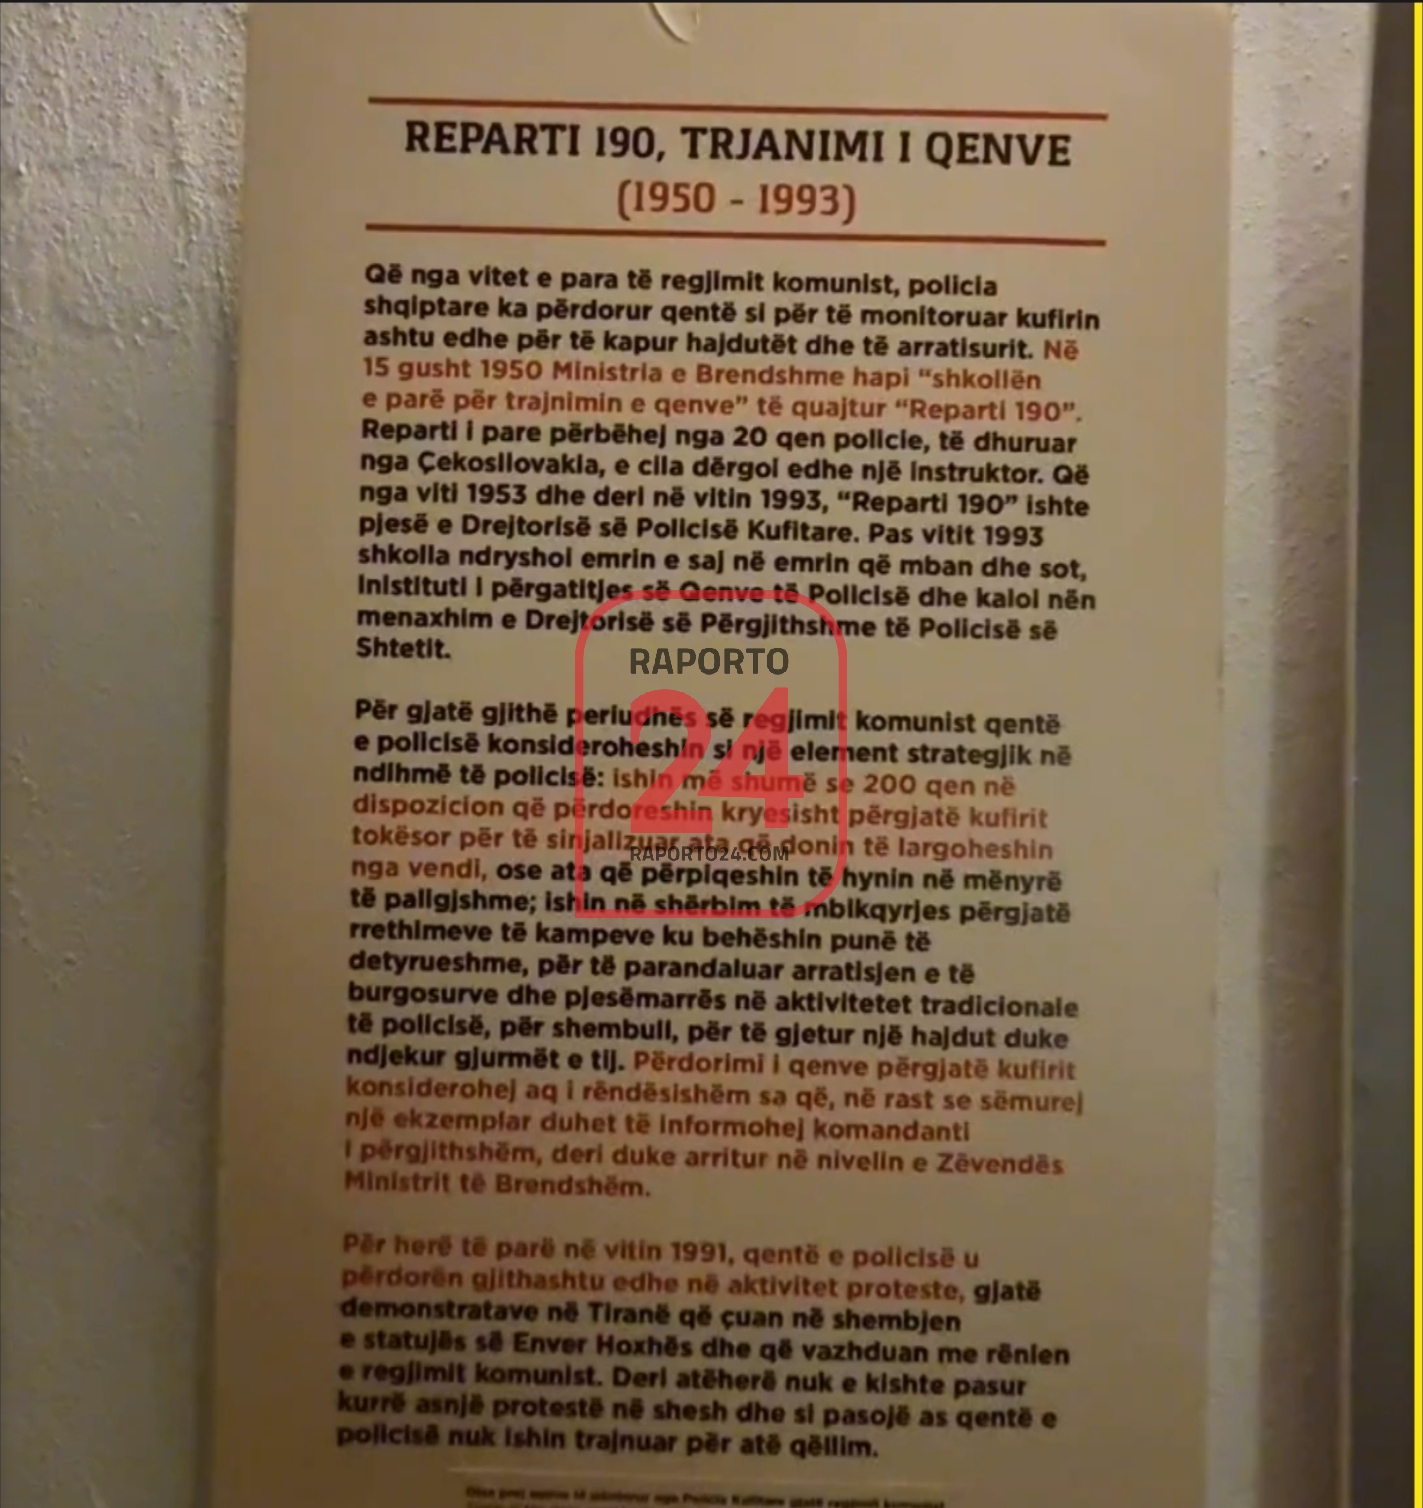 REPARTI 190, TRJANIMI I QENVE
(1950 - 1993)
Që nga vitet e para të regjimit komunist, policia
shqiptare ka përdorur qentë si për të monitoruar kufirin
ashtu edhe për të kapur hajdutët dhe të arratisurit. Në
15 gusht 1950 Ministria e Brendshme hapi “shkollën
e parë për trajnimin e qenve” të quajtur “Reparti 190”.
Reparti i pare përbëhej nga 20 qen policie, të dhuruar
nga Çekosllovakia, e cila dërgoi edhe një instruktor. Që
nga viti 1953 dhe deri në vitin 1993, “Reparti 190” ishte
pjesë e Drejtorisë së Policisë Kufitare. Pas vitit 1993
shkolla ndryshoi emrin e saj në emrin që mban dhe sot,
Inistituti i përgatitjes së Qenve të Policisë dhe kaloi nën
menaxhim e Drejtorisë së Përgjithshme të Policisë së
Shtetit.
Për gjatë gjithë periudhës së regjimit komunist qentë
e policisë konsideroheshin si një element strategjik në
ndihmë të policisë: ishin më shumë se 200 qen në
dispozicion që përdoreshin kryesisht përgjatë kufirit
tokësor për të sinjalizuar ata që donin të largoheshin
nga vendi, ose ata që përpiqeshin të hynin në mënyrë
të paligjshme; ishin në shërbim të mbikqyrjes përgjatë
rrethimeve të kampeve ku behëshin punë të
detyrueshme, për të parandaluar arratisjen e të
burgosurve dhe pjesëmarrës në aktivitetet tradicionale
të policisë, për shembull, për të gjetur një hajdut duke
ndjekur gjurmët e tij. Përdorimi i qenve përgjatë kufirit
konsiderohej aq i rëndësishëm sa që, në rast se sëmurej
një ekzemplar duhet të informohej komandanti
i përgjithshëm, deri duke arritur në nivelin e Zëvendës
Ministrit të Brendshëm.
Për herë të parë në vitin 1991, qentë e policisë u
përdorën gjithashtu edhe në aktivitet proteste, gjatë
demonstratave në Tiranë që çuan në shembjen
e statujës së Enver Hoxhës dhe që vazhduan me rënien
e regjimit komunist. Deri atëherë nuk e kishte pasur
kurrë asnjë protestë në shesh dhe si pasojë as qentë e
policisë nuk ishin trajnuar për atë qëllim.
RAPORTO
24
RAPORTO24.COM